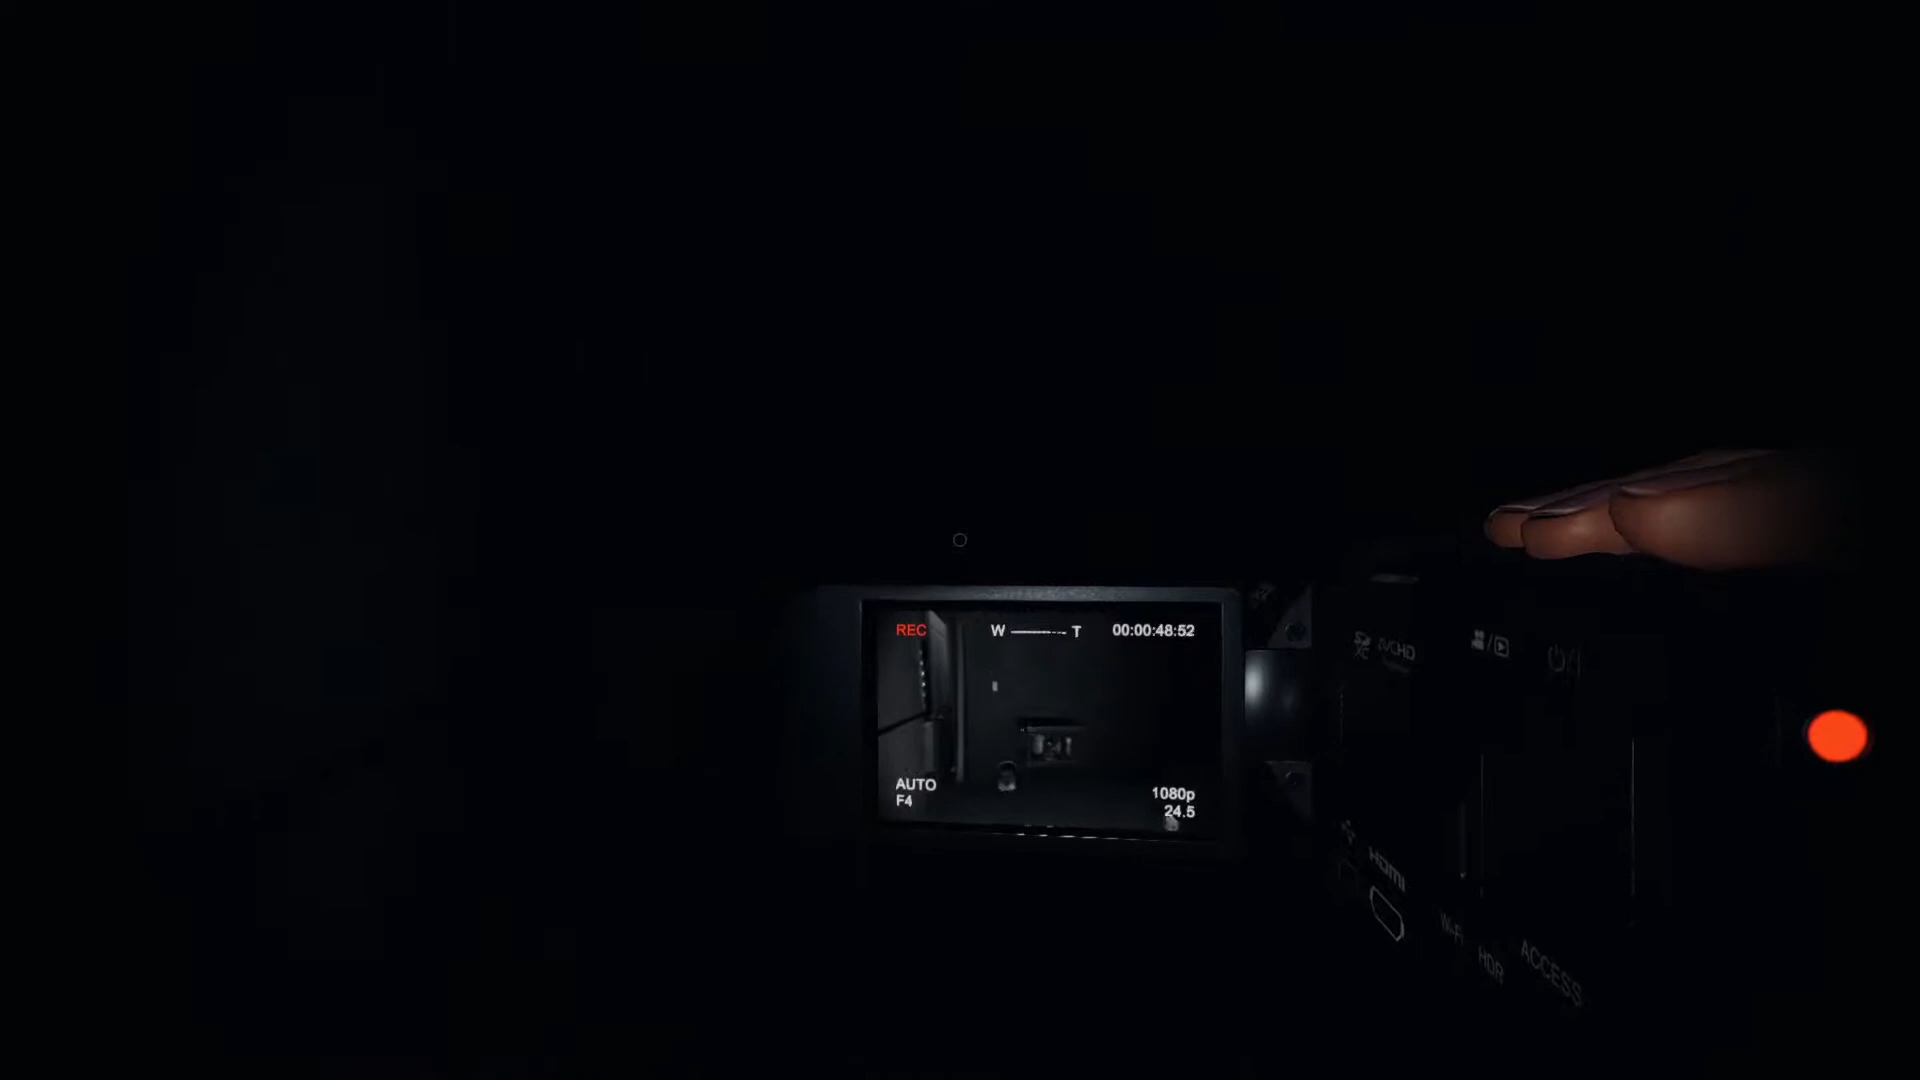 REC
W T
00:00:48:52
AUTO
F4
1080p
24.5
AVCHD
HDMI
Wi-Fi
HDR
ACCESS